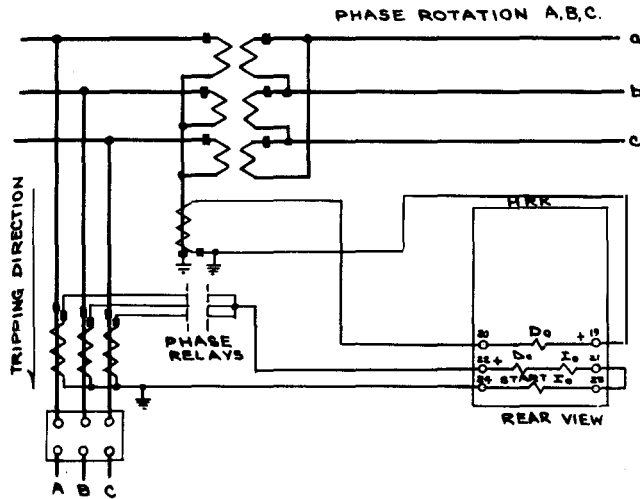 PHASE ROTATION A,B,C.
a
b
c
TRIPPING DIRECTION
HRK
PHASE
RELAYS
20 Do + 19
22 + Do Io 21
24 START Io 23
REAR VIEW
A B C